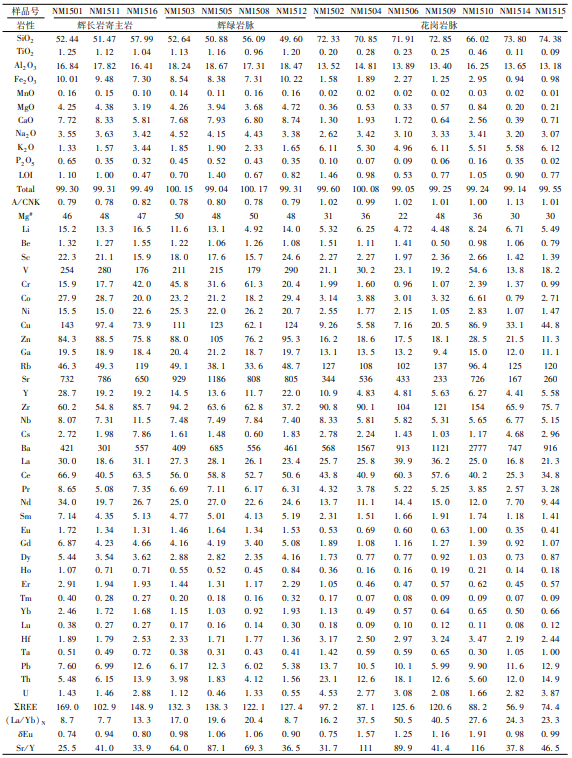 样品号 NM1501 NM1511 NM1516 NM1503 NM1505 NM1508 NM1512 NM1502 NM1504 NM1506 NM1509 NM1510 NM1514 NM1515
岩性 辉长岩寄主岩 辉绿岩脉 花岗岩脉
SiO2 52.44 51.47 57.99 52.64 50.88 56.09 49.60 72.33 70.85 71.91 72.85 66.02 73.80 74.38
TiO2 1.25 1.12 1.04 1.13 1.16 0.96 1.20 0.20 0.28 0.23 0.25 0.46 0.11 0.09
Al2O3 16.84 17.82 16.41 18.24 18.67 17.31 18.47 13.52 14.81 13.89 13.40 16.25 13.65 13.18
Fe2O3 10.01 9.48 7.30 8.54 8.38 7.31 10.22 1.58 1.89 2.27 1.25 2.95 0.94 0.98
MnO 0.16 0.15 0.10 0.14 0.11 0.16 0.16 0.02 0.02 0.02 0.02 0.03 0.02 0.01
MgO 4.25 4.38 3.19 4.26 3.94 3.68 4.72 0.36 0.53 0.33 0.57 0.84 0.20 0.21
CaO 7.72 8.33 5.81 7.68 7.93 6.80 8.74 1.30 1.93 1.72 0.64 2.56 0.39 0.71
Na2O 3.55 3.63 3.42 4.52 4.15 4.43 3.38 2.62 3.42 3.10 3.33 3.41 3.20 3.07
K2O 1.33 1.57 3.44 1.85 1.90 2.33 1.65 6.11 5.30 4.96 6.11 5.51 5.58 6.12
P2O5 0.65 0.35 0.32 0.45 0.52 0.43 0.35 0.10 0.07 0.09 0.06 0.16 0.35 0.02
LOI 1.10 1.00 0.47 0.70 1.40 0.67 0.82 1.46 0.98 0.53 0.77 1.05 0.90 0.77
Total 99.30 99.31 99.49 100.15 99.04 100.17 99.31 99.60 100.08 99.05 99.25 99.24 99.14 99.55
A/CNK 0.79 0.78 0.82 0.78 0.80 0.78 0.79 1.02 0.99 1.02 1.01 1.00 1.13 1.01
Mg# 46 48 47 50 48 50 48 31 36 22 48 36 30 30
Li 15.2 13.3 16.5 11.6 13.1 4.92 14.0 5.32 6.25 4.72 4.48 8.24 6.71 5.49
Be 1.32 1.27 1.55 1.22 1.06 1.26 1.08 1.51 1.11 1.41 0.50 0.98 1.06 0.79
Sc 22.3 21.1 15.9 18.0 17.6 15.7 24.6 2.27 2.27 1.97 2.36 2.66 1.42 1.39
V 254 280 176 211 215 179 290 21.1 30.2 23.1 19.2 54.6 13.8 18.2
Cr 15.9 17.7 42.0 45.8 31.6 61.3 20.4 1.99 1.60 0.96 1.07 2.39 1.37 0.99
Co 27.9 28.7 20.0 23.2 21.2 18.2 29.4 3.14 3.88 3.01 3.32 6.61 0.79 2.71
Ni 15.5 15.0 22.6 25.3 22.0 26.2 20.7 2.55 1.77 2.15 1.05 2.83 1.07 1.47
Cu 143 97.4 73.9 111 123 62.1 124 9.26 5.58 7.16 20.5 86.9 33.1 44.8
Zn 84.3 88.5 75.8 88.0 105 76.2 95.3 16.2 18.6 17.5 18.1 28.5 21.5 11.3
Ga 19.5 18.9 18.4 20.4 21.2 18.7 19.7 13.1 13.5 13.2 9.4 15.0 12.0 11.1
Rb 46.3 49.3 119 49.1 38.1 33.6 48.7 127 108 102 137 96.4 125 120
Sr 732 786 650 929 1186 808 805 344 536 433 233 726 167 260
Y 28.7 19.2 19.2 14.5 13.6 11.7 22.0 10.9 4.83 4.81 5.63 6.27 4.41 5.58
Zr 60.2 54.8 85.7 94.2 63.6 62.8 37.2 90.8 90.1 104 121 154 65.9 75.7
Nb 8.07 7.31 11.5 7.48 7.49 7.84 7.40 8.33 5.81 5.82 5.31 5.65 6.77 5.15
Cs 2.72 1.98 7.86 1.61 1.48 0.60 1.83 2.78 2.24 1.43 1.03 1.17 4.68 2.96
Ba 421 301 557 409 685 556 461 568 1567 913 1121 2777 747 916
La 30.0 18.6 31.1 27.3 28.1 26.1 23.4 25.7 25.8 39.9 36.2 25.0 16.8 21.3
Ce 66.9 40.5 63.5 56.0 58.8 52.7 50.6 43.8 40.9 60.3 57.6 40.2 25.3 34.8
Pr 8.65 5.08 7.35 6.69 7.11 6.17 6.31 4.32 3.78 5.22 5.25 3.85 2.57 3.28
Nd 34.0 19.7 26.7 25.0 27.0 22.6 24.6 13.7 11.1 14.4 15.0 12.0 7.70 9.44
Sm 7.14 4.35 5.13 4.77 5.01 4.13 5.19 2.31 1.51 1.66 1.91 1.74 1.18 1.41
Eu 1.72 1.34 1.31 1.46 1.64 1.34 1.53 0.53 0.69 0.60 0.63 1.00 0.35 0.41
Gd 6.87 4.23 4.66 4.16 4.19 3.40 5.08 1.89 1.08 1.16 1.27 1.39 0.92 1.07
Dy 5.44 3.54 3.62 2.88 2.82 2.35 4.16 1.73 0.77 0.77 0.92 1.03 0.73 0.87
Ho 1.07 0.71 0.71 0.55 0.52 0.45 0.84 0.36 0.16 0.16 0.19 0.21 0.14 0.18
Er 2.91 1.94 1.93 1.44 1.31 1.17 2.29 1.05 0.46 0.47 0.57 0.62 0.45 0.57
Tm 0.40 0.28 0.27 0.20 0.18 0.16 0.32 0.17 0.07 0.08 0.09 0.09 0.07 0.09
Yb 2.46 1.72 1.68 1.15 1.03 0.92 1.93 1.13 0.49 0.57 0.64 0.65 0.50 0.66
Lu 0.38 0.27 0.27 0.17 0.16 0.14 0.30 0.18 0.09 0.10 0.12 0.11 0.08 0.12
Hf 1.89 1.79 2.53 2.33 1.71 1.77 1.36 3.17 2.50 2.97 3.24 3.47 2.19 2.44
Ta 0.51 0.49 0.72 0.38 0.31 0.43 0.41 1.42 0.59 0.59 0.65 0.30 1.05 1.00
Pb 7.60 6.99 12.6 6.17 12.3 6.02 5.38 13.7 10.5 10.1 5.99 9.90 11.6 12.9
Th 5.48 6.15 13.9 3.98 1.83 4.12 1.56 23.1 12.6 18.1 12.6 5.60 12.0 14.9
U 1.43 1.46 2.88 1.12 0.46 1.33 0.55 4.53 2.77 3.08 2.08 1.66 2.82 3.87
ΣREE 169.0 102.9 148.9 132.3 138.3 122.1 127.4 97.2 87.1 125.6 120.6 88.2 56.9 74.4
(La/Yb)N 8.7 7.7 13.3 17.0 19.6 20.4 8.7 16.2 37.5 50.5 40.5 27.6 24.3 23.3
δEu 0.74 0.94 0.80 0.98 1.06 1.06 0.90 0.75 1.57 1.25 1.16 1.91 0.98 0.99
Sr/Y 25.5 41.0 33.9 64.0 87.1 69.3 36.5 31.7 111 89.9 41.4 116 37.8 46.5